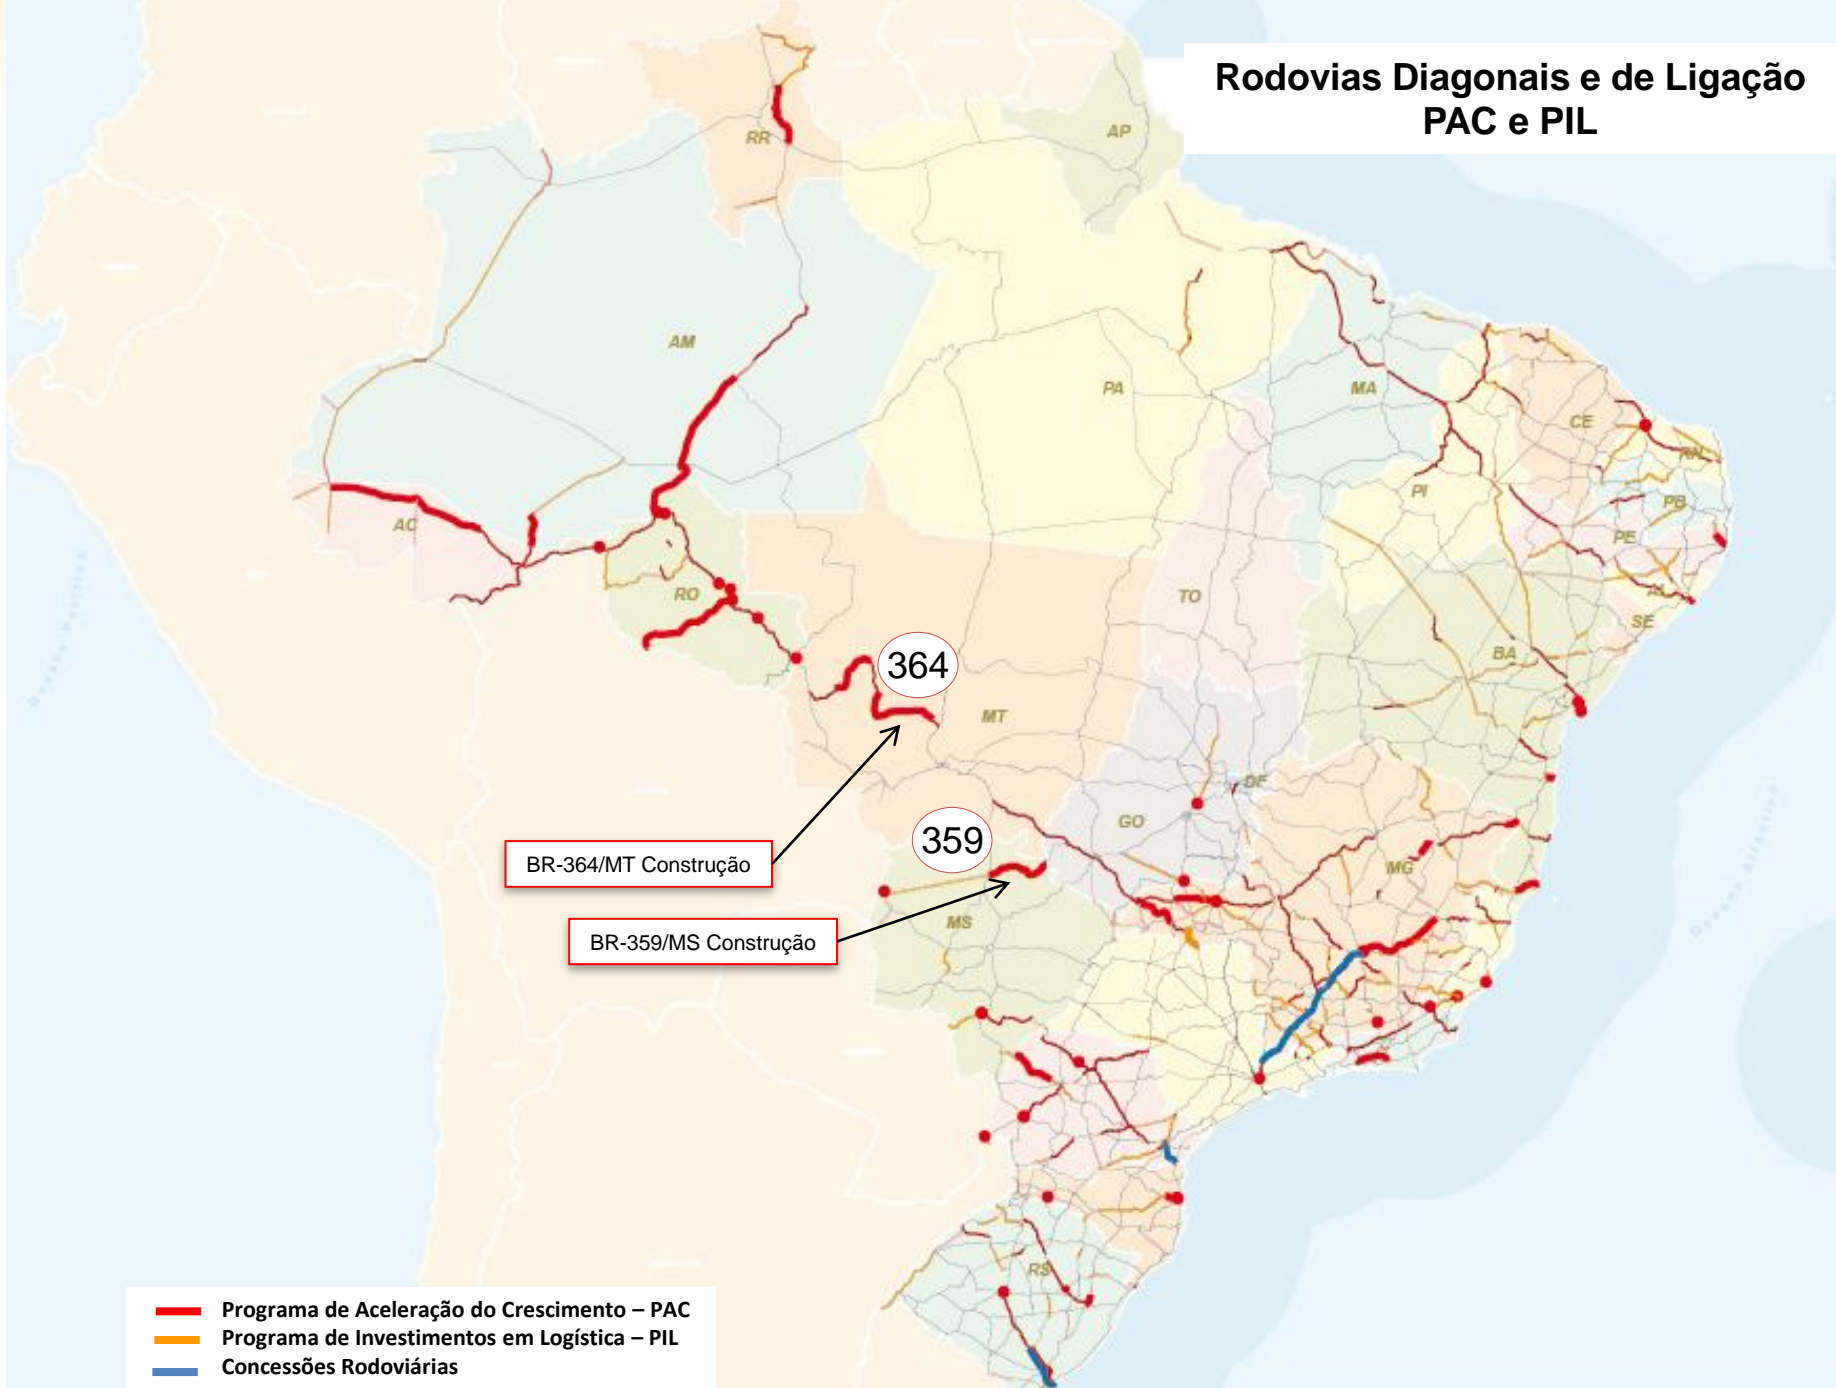 Rodovias Diagonais e de Ligação
PAC e PIL
RR
AP
AM
PA
MA
CE
RN
PI
PB
AC
PE
RO
TO
AL
SE
BA
364
MT
DF
GO
359
BR-364/MT Construção
MG
MS
BR-359/MS Construção
RS
Programa de Aceleração do Crescimento – PAC
Programa de Investimentos em Logística – PIL
Concessões Rodoviárias